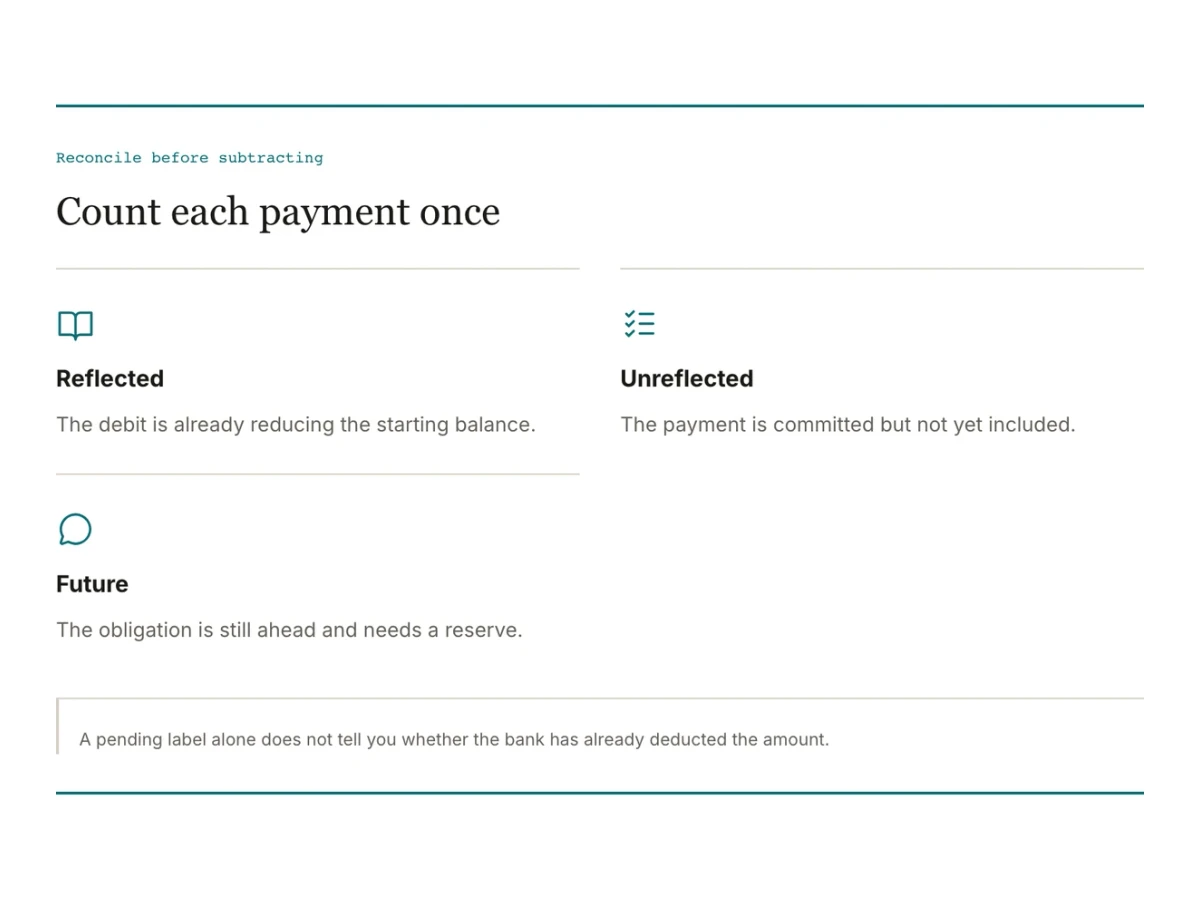 Reconcile before subtracting
Count each payment once
Reflected
The debit is already reducing the starting balance.
Unreflected
The payment is committed but not yet included.
Future
The obligation is still ahead and needs a reserve.
A pending label alone does not tell you whether the bank has already deducted the amount.